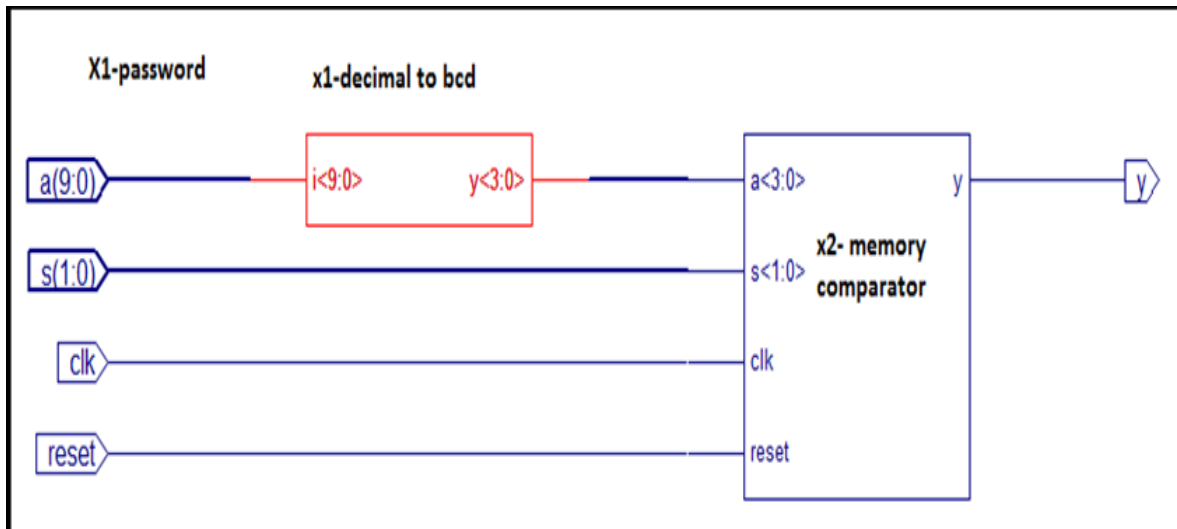 X1-password
x1-decimal to bcd
a(9:0)
i<9:0>
y<3:0>
a<3:0>
y
y
s(1:0)
s<1:0>
x2- memory
comparator
clk
clk
reset
reset